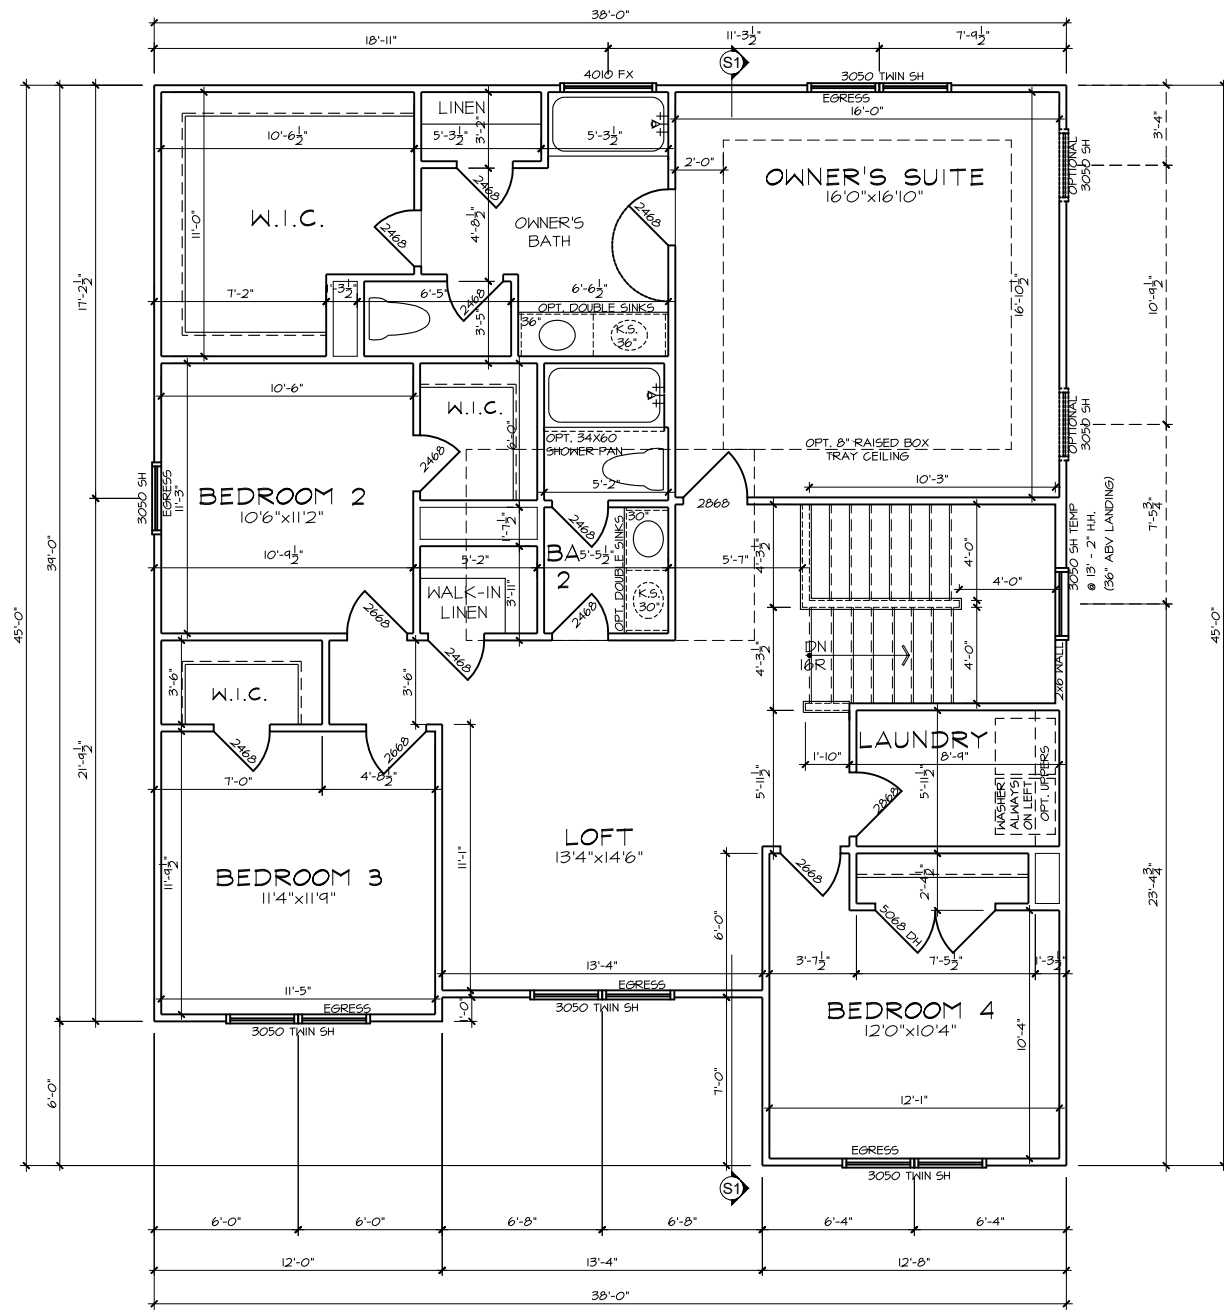 38'-0"
18'-11"
11'-3½"
7'-9½"
S1
4010 FX
3050 TWIN SH
EGRESS
16'-0"
LINEN
10'-6½"
5'-3½"
3'-2"
5'-3½"
2'-0"
3'-4"
OPTIONAL
3050 SH
OWNER'S SUITE
16'0"x16'10"
2468
W.I.C.
11'-0"
2468
4'-8½"
OWNER'S
BATH
2468
17'-2½"
7'-2"
1'-3½"
6'-5"
2468
3'-5"
6'-6½"
OPT. DOUBLE SINKS
36"
K.S.
36"
16'-10½"
10'-9½"
10'-6"
W.I.C.
6'-0"
2468
OPT. 34X60
SHOWER PAN
5'-2"
OPT. 8" RAISED BOX
TRAY CEILING
OPTIONAL
3050 SH
10'-3"
2868
3050 SH
EGRESS
11'-3"
BEDROOM 2
10'6"x11'2"
10'-9½"
1'-7½"
5'-2"
2468
BA
2
5'-5½"
30"
OPT. DOUBLE SINKS
K.S.
30"
5'-7"
4'-3½"
4'-0"
4'-0"
3050 SH TEMP
@ 13' - 2" H.H.
(36" ABV LANDING)
7'-5½"
39'-0"
45'-0"
45'-0"
WALK-IN
LINEN
3'-11"
2468
2668
2468
4'-3½"
DN
16R
4'-0"
2x6 WALL
3'-6"
W.I.C.
3'-6"
2468
2668
7'-0"
4'-8½"
21'-9½"
LAUNDRY
1'-10"
8'-9"
5'-11½"
5'-11½"
2868
WASHER
ALWAYS
ON LEFT
OPT. UPPERS
LOFT
13'4"x14'6"
11'-1"
BEDROOM 3
11'4"x11'9"
11'-9½"
2668
2'-4½"
5068 DH
23'-4¾"
6'-0"
3'-7½"
7'-5½"
1'-3½"
13'-4"
11'-5"
EGRESS
3050 TWIN SH
1'-0"
EGRESS
3050 TWIN SH
BEDROOM 4
12'0"x10'4"
10'-4"
6'-0"
7'-0"
12'-1"
EGRESS
3050 TWIN SH
S1
6'-0"
6'-0"
6'-8"
6'-8"
6'-4"
6'-4"
12'-0"
13'-4"
12'-8"
38'-0"